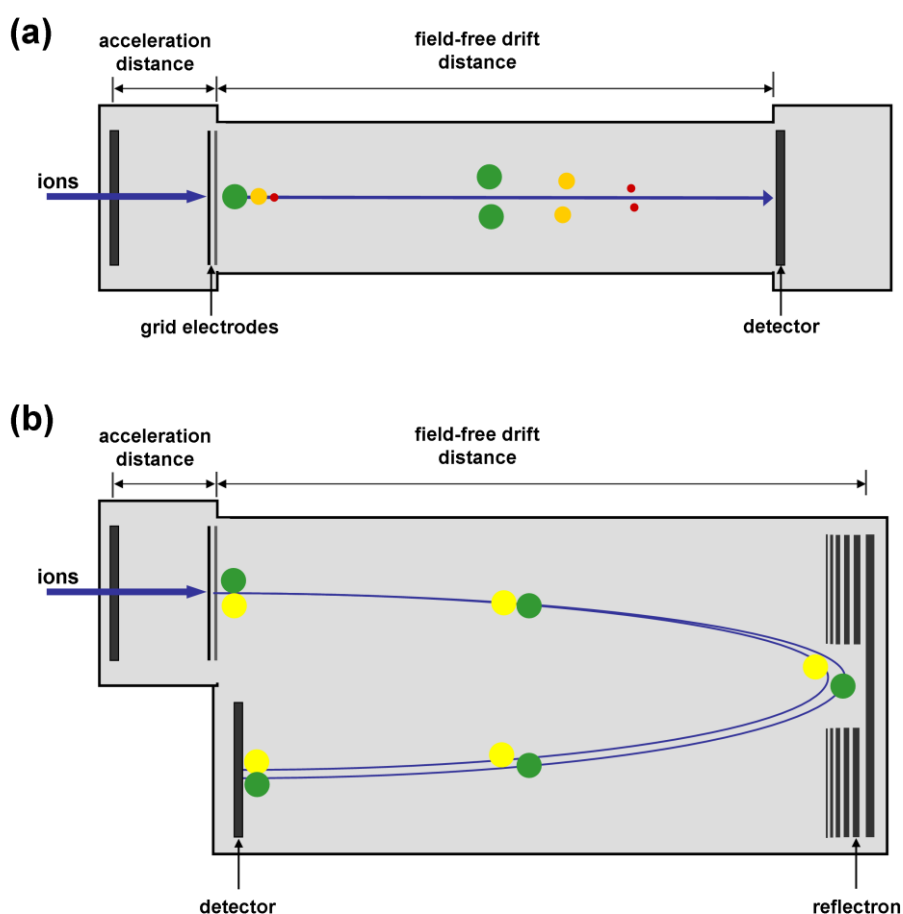 (a)
acceleration
distance
field-free drift
distance
ions
grid electrodes
detector
(b)
acceleration
distance
field-free drift
distance
ions
detector
reflectron